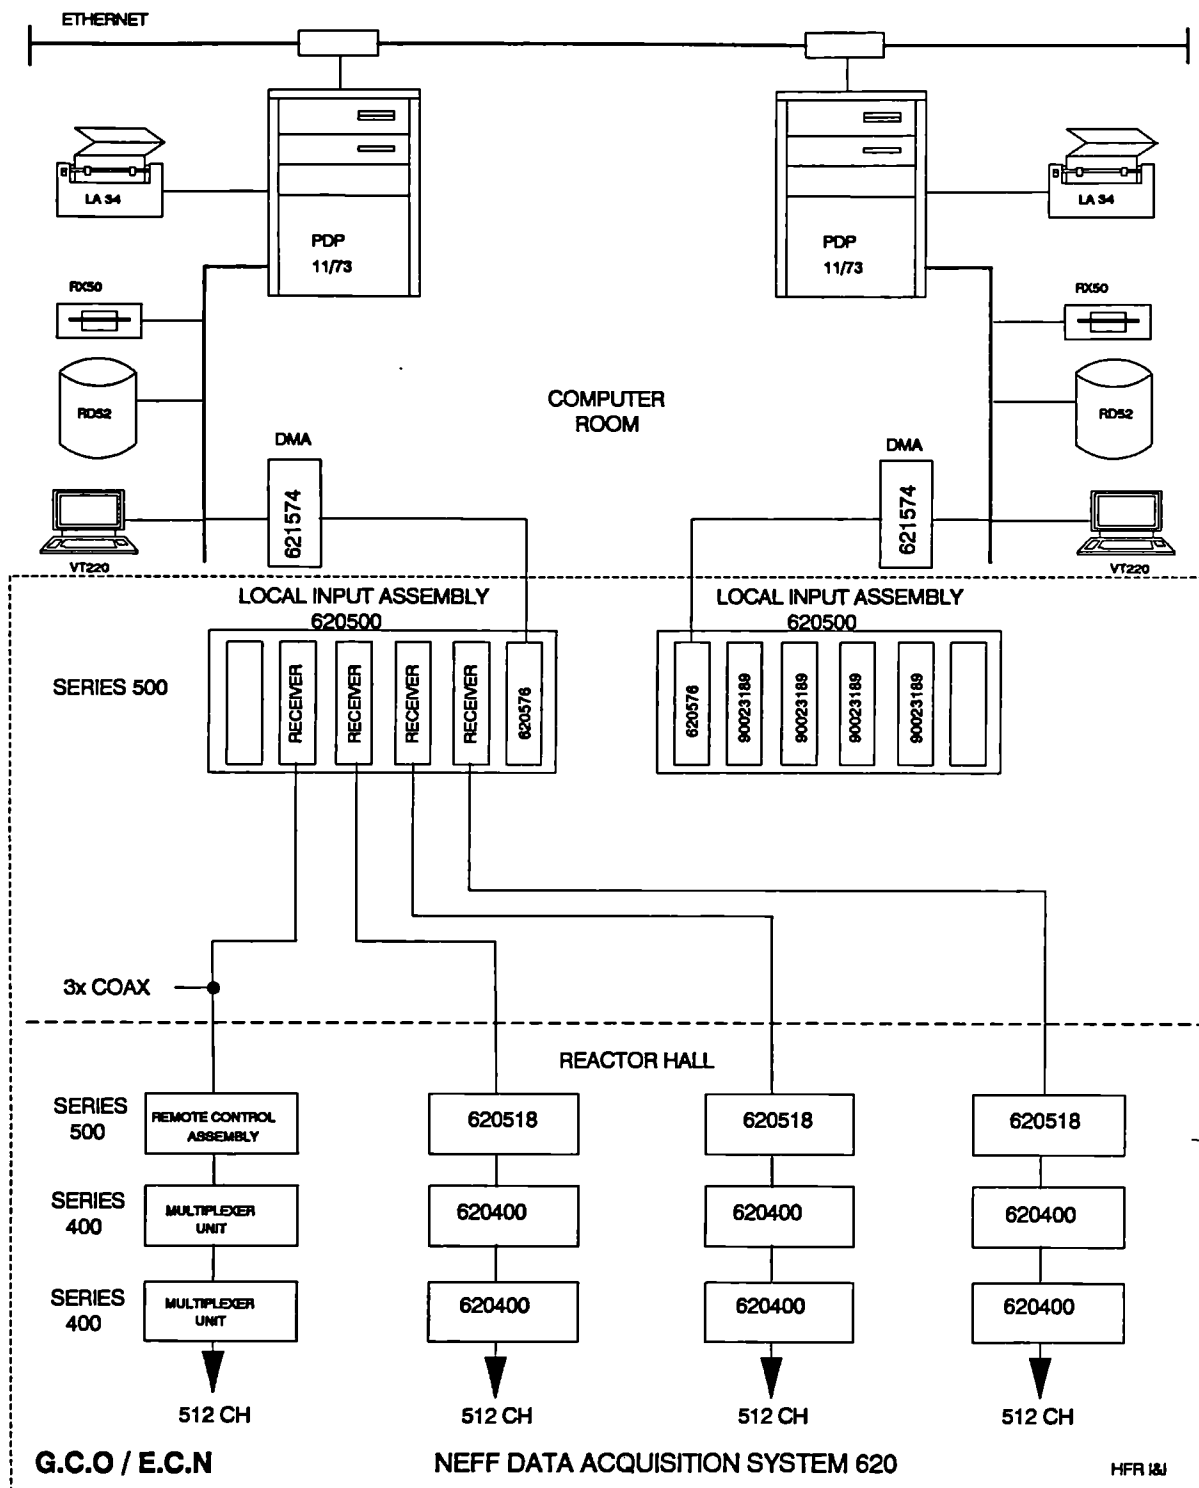 ETHERNET
LA 34
LA 34
PDP
11/73
PDP
11/73
RX50
RX50
RD52
RD52
COMPUTER
ROOM
DMA
DMA
621574
621574
VT220
VT220
LOCAL INPUT ASSEMBLY
620500
LOCAL INPUT ASSEMBLY
620500
SERIES 500
RECEIVER
RECEIVER
RECEIVER
RECEIVER
620576
620576
90023189
90023189
90023189
90023189
3x COAX
REACTOR HALL
SERIES
500
REMOTE CONTROL
ASSEMBLY
620518
620518
620518
SERIES
400
MULTIPLEXER
UNIT
620400
620400
620400
SERIES
400
MULTIPLEXER
UNIT
620400
620400
620400
512 CH
512 CH
512 CH
512 CH
G.C.O / E.C.N
NEFF DATA ACQUISITION SYSTEM 620
HFR I&I